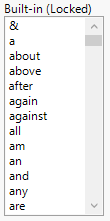 Built-in (Locked)
&
a
about
above
after
again
against
all
am
an
and
any
are